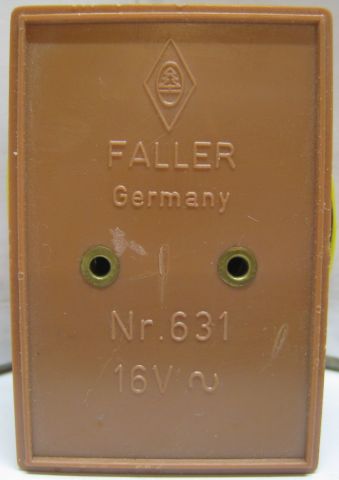 FALLER
Germany
Nr. 631
16V ~